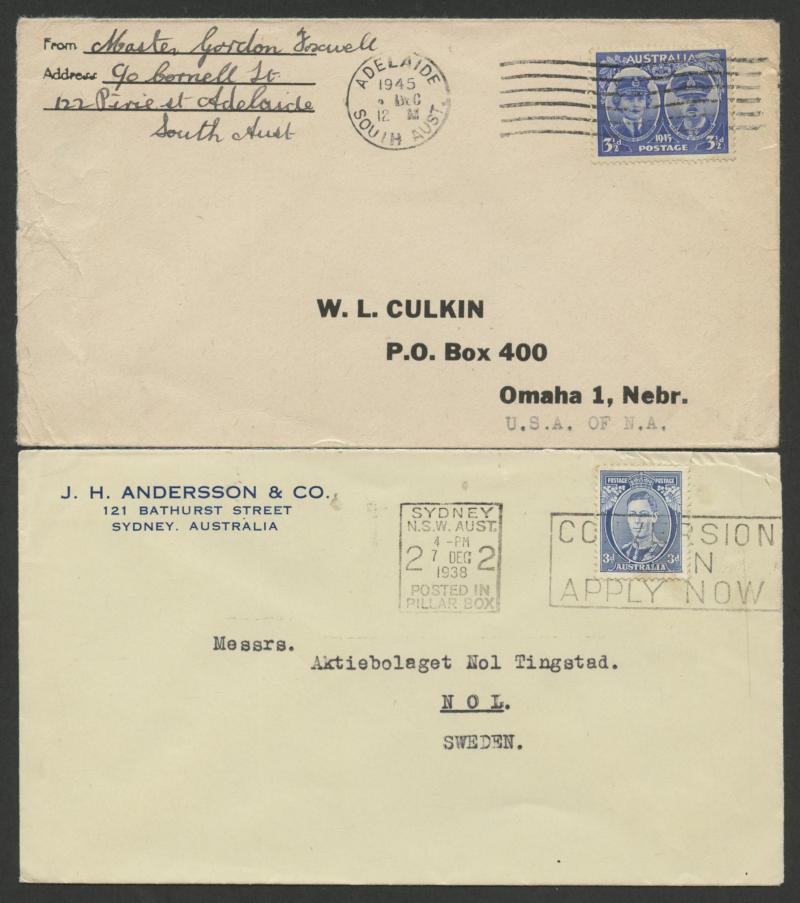 From Master Gordon Foxwell
Address c/o Cornell Lt
122 Pirie st Adelaide
South Aust
ADELAIDE
1945
DEC
12 M
SOUTH AUST.
AUSTRALIA
1945
3½d POSTAGE 3½d
W. L. CULKIN
P.O. Box 400
Omaha 1, Nebr.
U.S.A. OF N.A.
J. H. ANDERSSON & CO.,
121 BATHURST STREET
SYDNEY. AUSTRALIA
SYDNEY
N.S.W. AUST.
4-PM
2 7 DEC 2
1938
POSTED IN
PILLAR BOX
POSTAGE POSTAGE
3d 3d
AUSTRALIA
APPLY NOW
Messrs.
Aktiebolaget Nol Tingstad.
N O L.
SWEDEN.